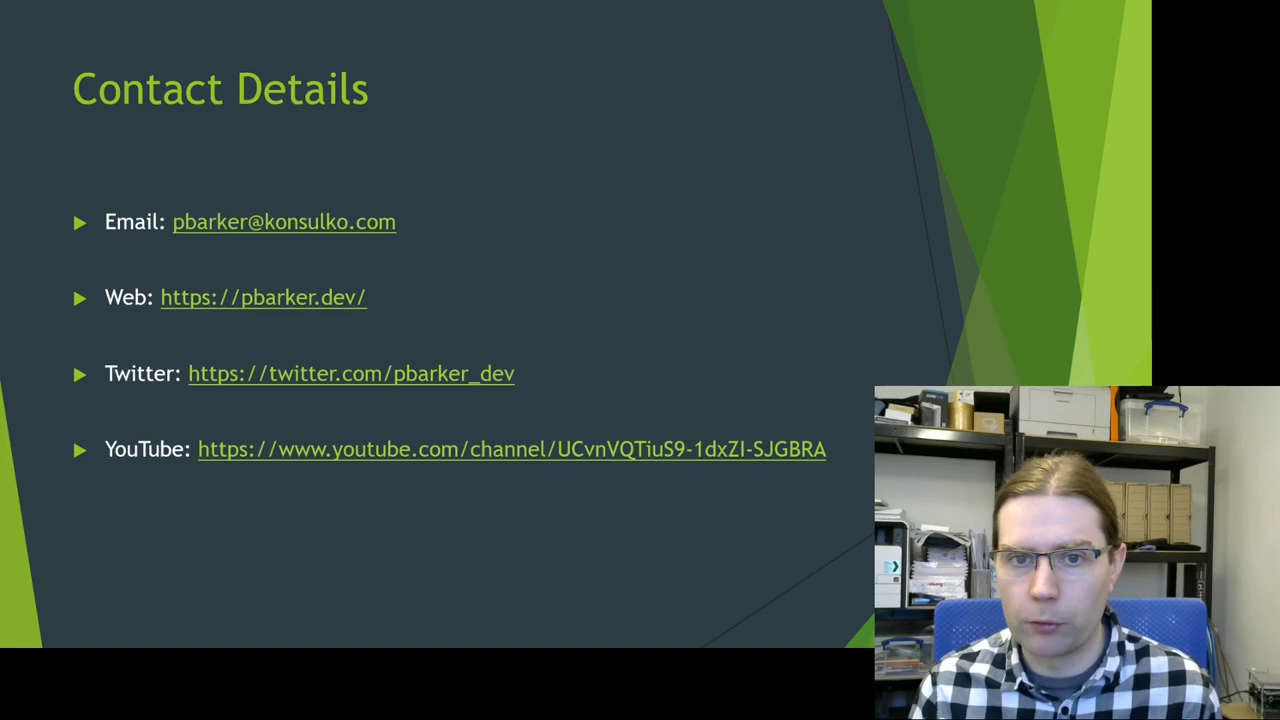 Contact Details
Email: pbarker@konsulko.com
Web: https://pbarker.dev/
Twitter: https://twitter.com/pbarker_dev
YouTube: https://www.youtube.com/channel/UCvnVQTiuS9-1dxZI-SJGBRA